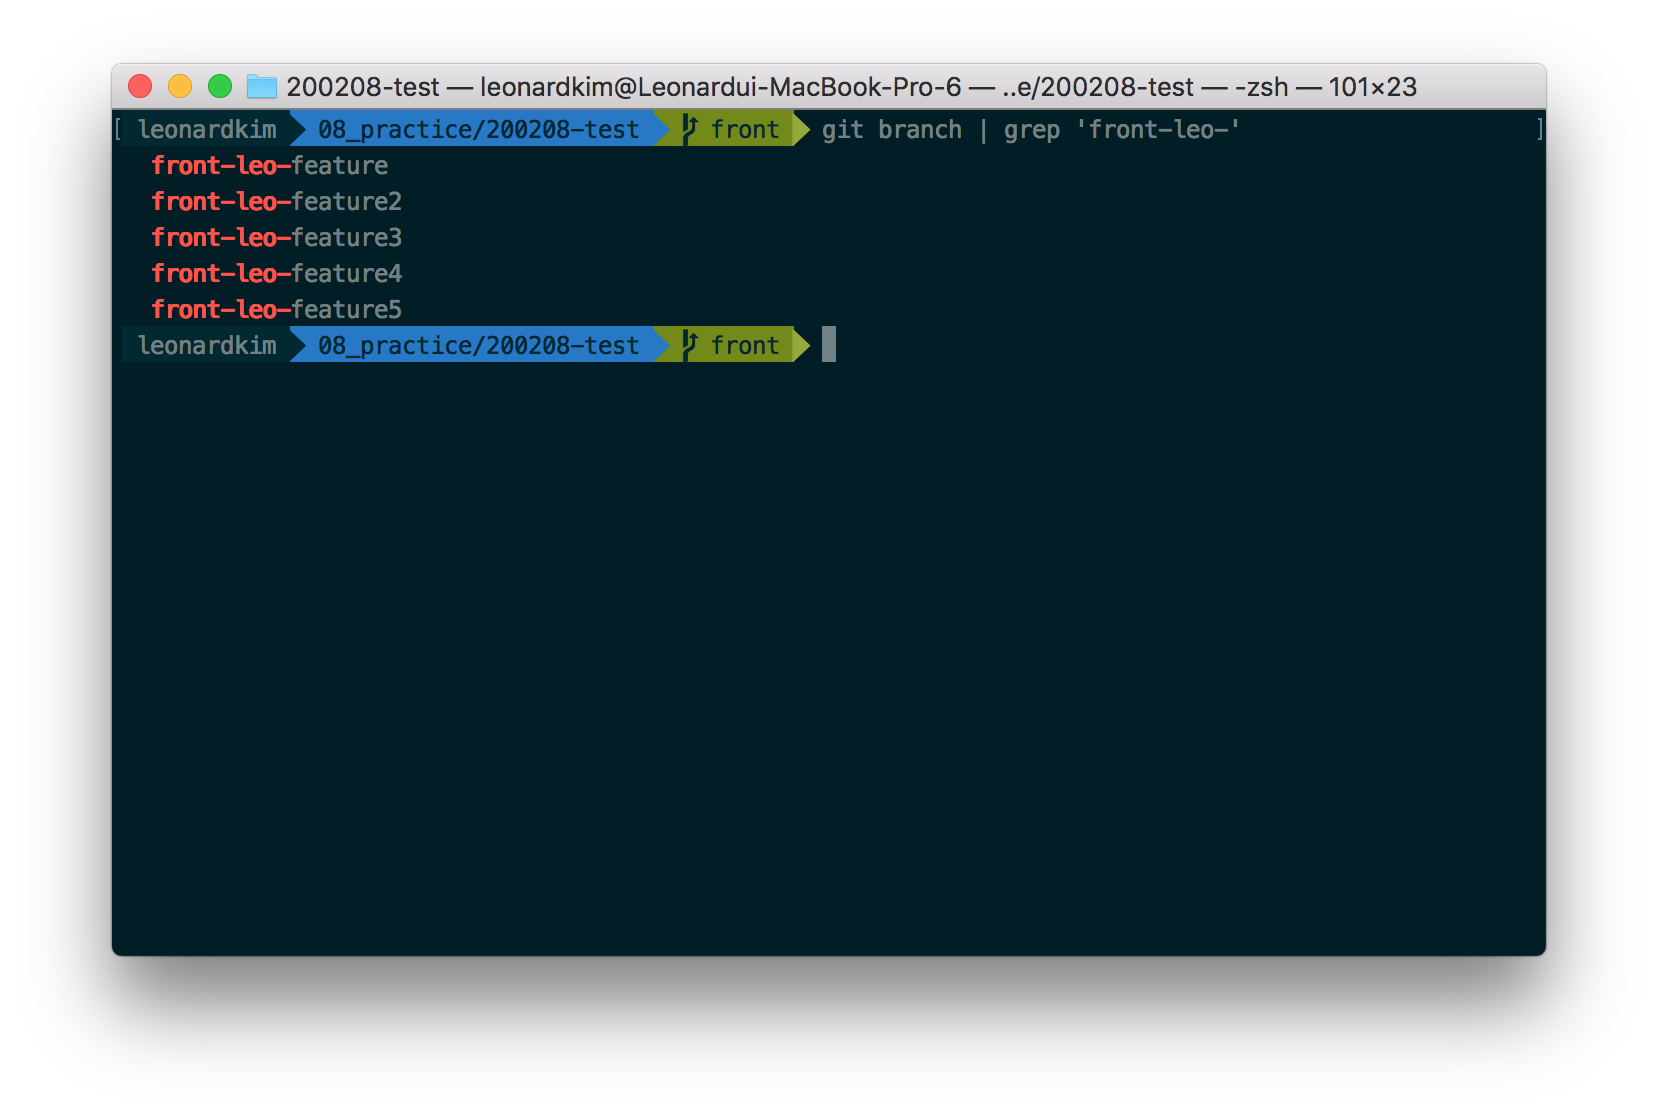 200208-test — leonardkim@Leonardui-MacBook-Pro-6 — ..e/200208-test — -zsh — 101×23
[ leonardkim 08_practice/200208-test front git branch | grep 'front-leo-' ]
front-leo-feature
front-leo-feature2
front-leo-feature3
front-leo-feature4
front-leo-feature5
leonardkim 08_practice/200208-test front